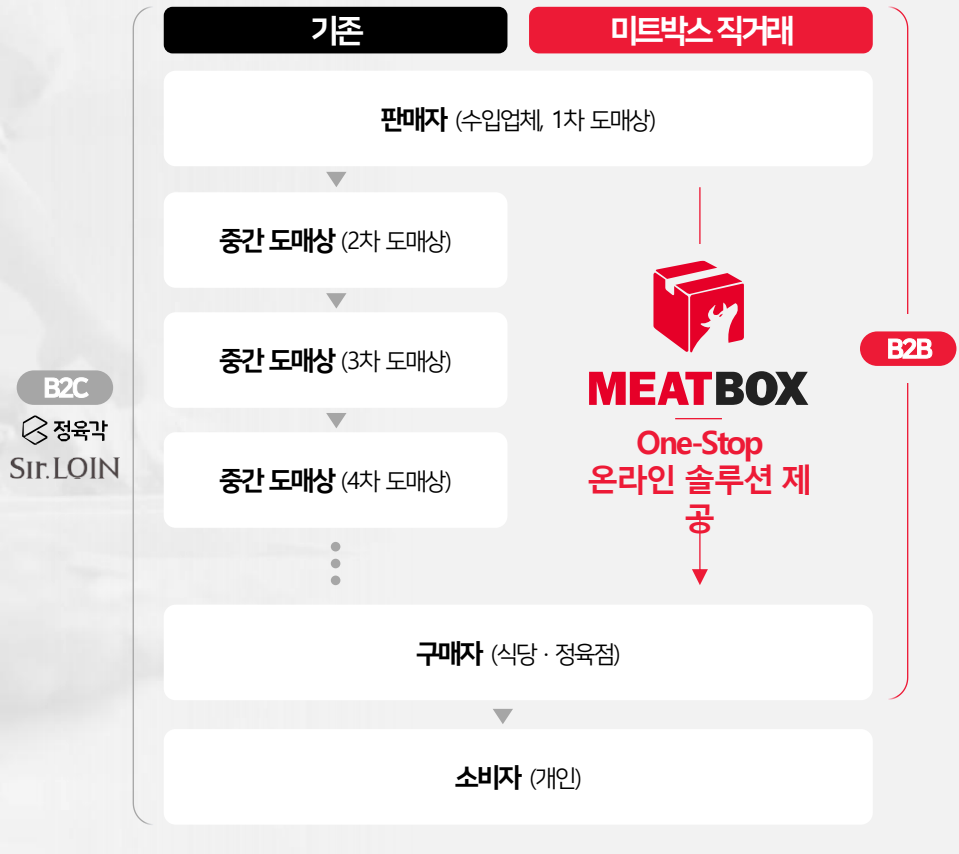 기존
미트박스 직거래
판매자 (수입업체, 1차 도매상)
중간 도매상 (2차 도매상)
중간 도매상 (3차 도매상)
중간 도매상 (4차 도매상)
MEATBOX
One-Stop
온라인 솔루션 제
공
B2B
B2C
정육각
Sir.LOIN
구매자 (식당 · 정육점)
소비자 (개인)